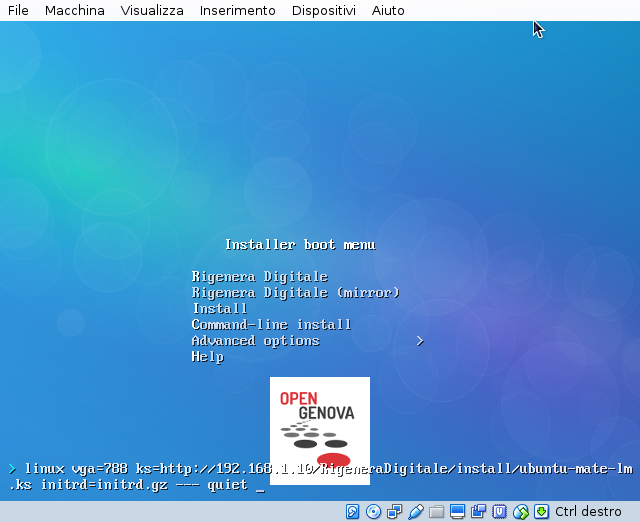 File Macchina Visualizza Inserimento Dispositivi Aiuto
Installer boot menu
Rigenera Digitale
Rigenera Digitale (mirror)
Install
Command-line install
Advanced options >
Help
OPEN
GENOVA
> linux vga=788 ks=http://192.168.1.10/RigeneraDigitale/install/ubuntu-mate-lm
.ks initrd=initrd.gz --- quiet _
Ctrl destro